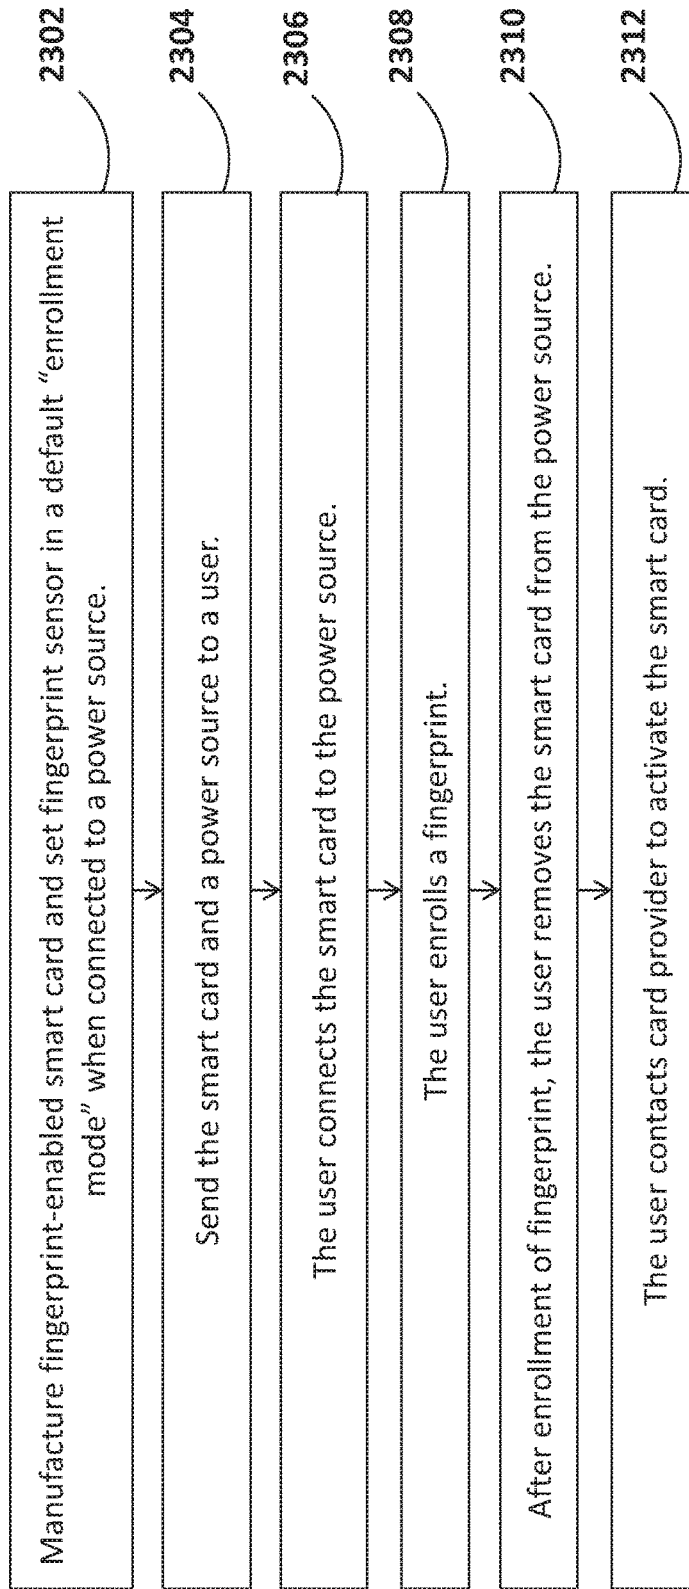 Manufacture fingerprint-enabled smart card and set fingerprint sensor in a default “enrollment
mode” when connected to a power source.
2302
Send the smart card and a power source to a user.
2304
The user connects the smart card to the power source.
2306
The user enrolls a fingerprint.
2308
After enrollment of fingerprint, the user removes the smart card from the power source.
2310
The user contacts card provider to activate the smart card.
2312